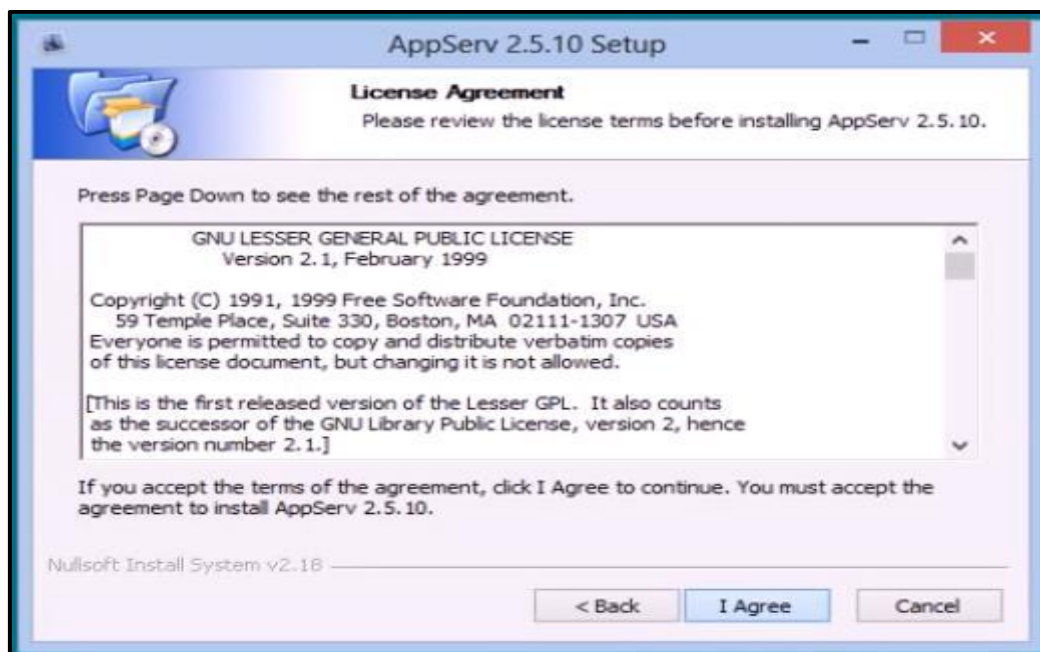 AppServ 2.5.10 Setup
License Agreement
Please review the license terms before installing AppServ 2.5.10.
Press Page Down to see the rest of the agreement.
GNU LESSER GENERAL PUBLIC LICENSE
Version 2.1, February 1999
Copyright (C) 1991, 1999 Free Software Foundation, Inc.
59 Temple Place, Suite 330, Boston, MA 02111-1307 USA
Everyone is permitted to copy and distribute verbatim copies
of this license document, but changing it is not allowed.
[This is the first released version of the Lesser GPL. It also counts
as the successor of the GNU Library Public License, version 2, hence
the version number 2.1.]
If you accept the terms of the agreement, click I Agree to continue. You must accept the
agreement to install AppServ 2.5.10.
Nullsoft Install System v2.18
< Back I Agree Cancel